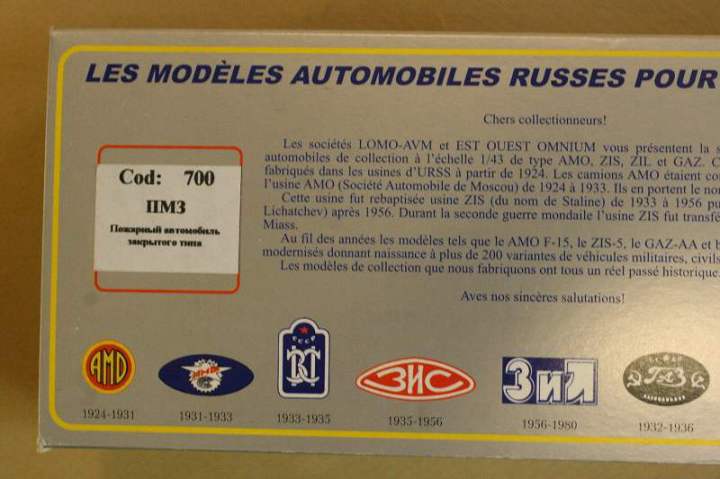 LES MODÈLES AUTOMOBILES RUSSES POUR
Chers collectionneurs!
Les sociétés LOMO-AVM et EST OUEST OMNIUM vous présentent la
automobiles de collection à l'échelle 1/43 de type AMO, ZIS, ZIL et GAZ.
fabriqués dans les usines d'URSS à partir de 1924. Les camions AMO étaient
l'usine AMO (Société Automobile de Moscou) de 1924 à 1933. Ils en portent le
Cette usine fut rebaptisée usine ZIS (du nom de Staline) de 1933 à 1956
Lichatchev) après 1956. Durant la seconde guerre mondaile l'usine ZIS fut
Miass.
Au fil des années les modèles tels que le AMO F-15, le ZIS-5, le GAZ-AA et
modernisés donnant naissance à plus de 200 variantes de véhicules militaires,
Les modèles de collection que nous fabriquons ont tous un réel passé historique.
Aves nos sincères salutations!
Cod: 700
ПМЗ
Пожарный автомобиль
закрытого типа
АМО
СССР
ЗИС
ЗиЛ
ГАЗ
1924-1931
1931-1933
1933-1935
1935-1956
1956-1980
1932-1936